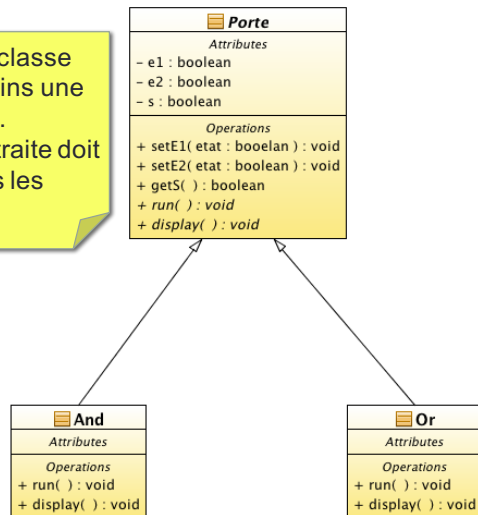 classe
ins une
.
traite doit
s les
Porte
Attributes
- e1 : boolean
- e2 : boolean
- s : boolean
Operations
+ setE1( etat : booelan ) : void
+ setE2( etat : boolean ) : void
+ getS( ) : boolean
+ run( ) : void
+ display( ) : void
And
Attributes
Operations
+ run( ) : void
+ display( ) : void
Or
Attributes
Operations
+ run( ) : void
+ display( ) : void